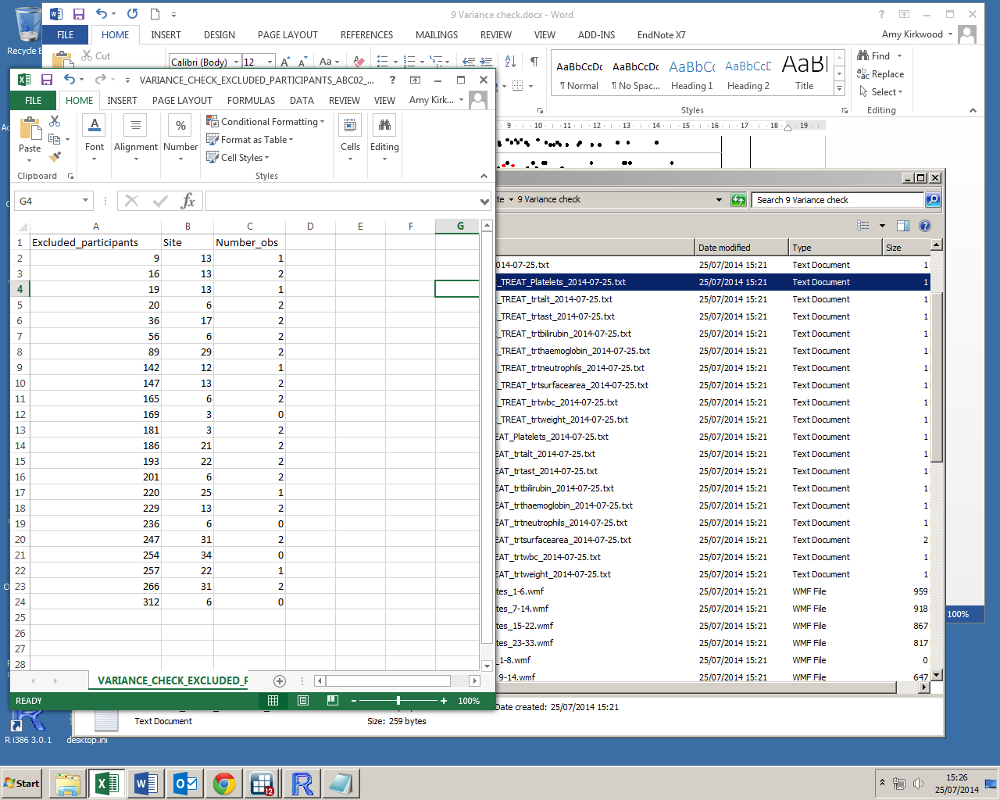 Recycle
9 Variance check.docx - Word
FILE HOME INSERT DESIGN PAGE LAYOUT REFERENCES MAILINGS REVIEW VIEW ADD-INS EndNote X7
Amy Kirkwood
Cut
Calibri (Body) 12
Aa
AaBbCcDc AaBbCcDc AaBbCc AaBbCcD AaB
¶ Normal ¶ No Spac... Heading 1 Heading 2 Title
Styles
Find
Replace
Select
Editing
9 10 11 12 13 14 15 16 17 18 19
VARIANCE_CHECK_EXCLUDED_PARTICIPANTS_ABC02_...
FILE HOME INSERT PAGE LAYOUT FORMULAS DATA REVIEW VIEW
Amy Kirkw...
Paste
Clipboard
Font Alignment Number
Conditional Formatting
Format as Table
Cell Styles
Styles
Cells Editing
G4
fx
A B C D E F G
1 Excluded_participants Site Number_obs
2 9 13 1
3 16 13 2
4 19 13 1
5 20 6 2
6 36 17 2
7 56 6 2
8 89 29 2
9 142 12 1
10 147 13 2
11 165 6 2
12 169 3 0
13 181 3 2
14 186 21 2
15 193 22 2
16 201 6 2
17 220 25 1
18 229 13 2
19 236 6 0
20 247 31 2
21 254 34 0
22 257 22 1
23 266 31 2
24 312 6 0
25
26
27
28
VARIANCE_CHECK_EXCLUDED_P
READY
100%
te 9 Variance check
Search 9 Variance check
Date modified Type Size
014-07-25.txt 25/07/2014 15:21 Text Document 1
_TREAT_Platelets_2014-07-25.txt 25/07/2014 15:21 Text Document 1
_TREAT_trtalt_2014-07-25.txt 25/07/2014 15:21 Text Document 1
_TREAT_trtast_2014-07-25.txt 25/07/2014 15:21 Text Document 1
_TREAT_trtbilirubin_2014-07-25.txt 25/07/2014 15:21 Text Document 1
_TREAT_trthaemoglobin_2014-07-25.txt 25/07/2014 15:21 Text Document 1
_TREAT_trtneutrophils_2014-07-25.txt 25/07/2014 15:21 Text Document 1
_TREAT_trtsurfacearea_2014-07-25.txt 25/07/2014 15:21 Text Document 1
_TREAT_trtwbc_2014-07-25.txt 25/07/2014 15:21 Text Document 1
_TREAT_trtweight_2014-07-25.txt 25/07/2014 15:21 Text Document 1
EAT_Platelets_2014-07-25.txt 25/07/2014 15:21 Text Document 1
EAT_trtalt_2014-07-25.txt 25/07/2014 15:21 Text Document 1
EAT_trtast_2014-07-25.txt 25/07/2014 15:21 Text Document 1
EAT_trtbilirubin_2014-07-25.txt 25/07/2014 15:21 Text Document 1
EAT_trthaemoglobin_2014-07-25.txt 25/07/2014 15:21 Text Document 1
EAT_trtneutrophils_2014-07-25.txt 25/07/2014 15:21 Text Document 1
EAT_trtsurfacearea_2014-07-25.txt 25/07/2014 15:21 Text Document 2
EAT_trtwbc_2014-07-25.txt 25/07/2014 15:21 Text Document 1
EAT_trtweight_2014-07-25.txt 25/07/2014 15:21 Text Document 1
tes_1-6.wmf 25/07/2014 15:21 WMF File 959
tes_7-14.wmf 25/07/2014 15:21 WMF File 918
tes_15-22.wmf 25/07/2014 15:21 WMF File 867
tes_23-33.wmf 25/07/2014 15:21 WMF File 817
_1-8.wmf 25/07/2014 15:21 WMF File 0
_9-14.wmf 25/07/2014 15:21 WMF File 647
100%
Date created: 25/07/2014 15:21
Text Document Size: 259 bytes
R i386 3.0.1 desktop.ini
Start
12
15:26
25/07/2014